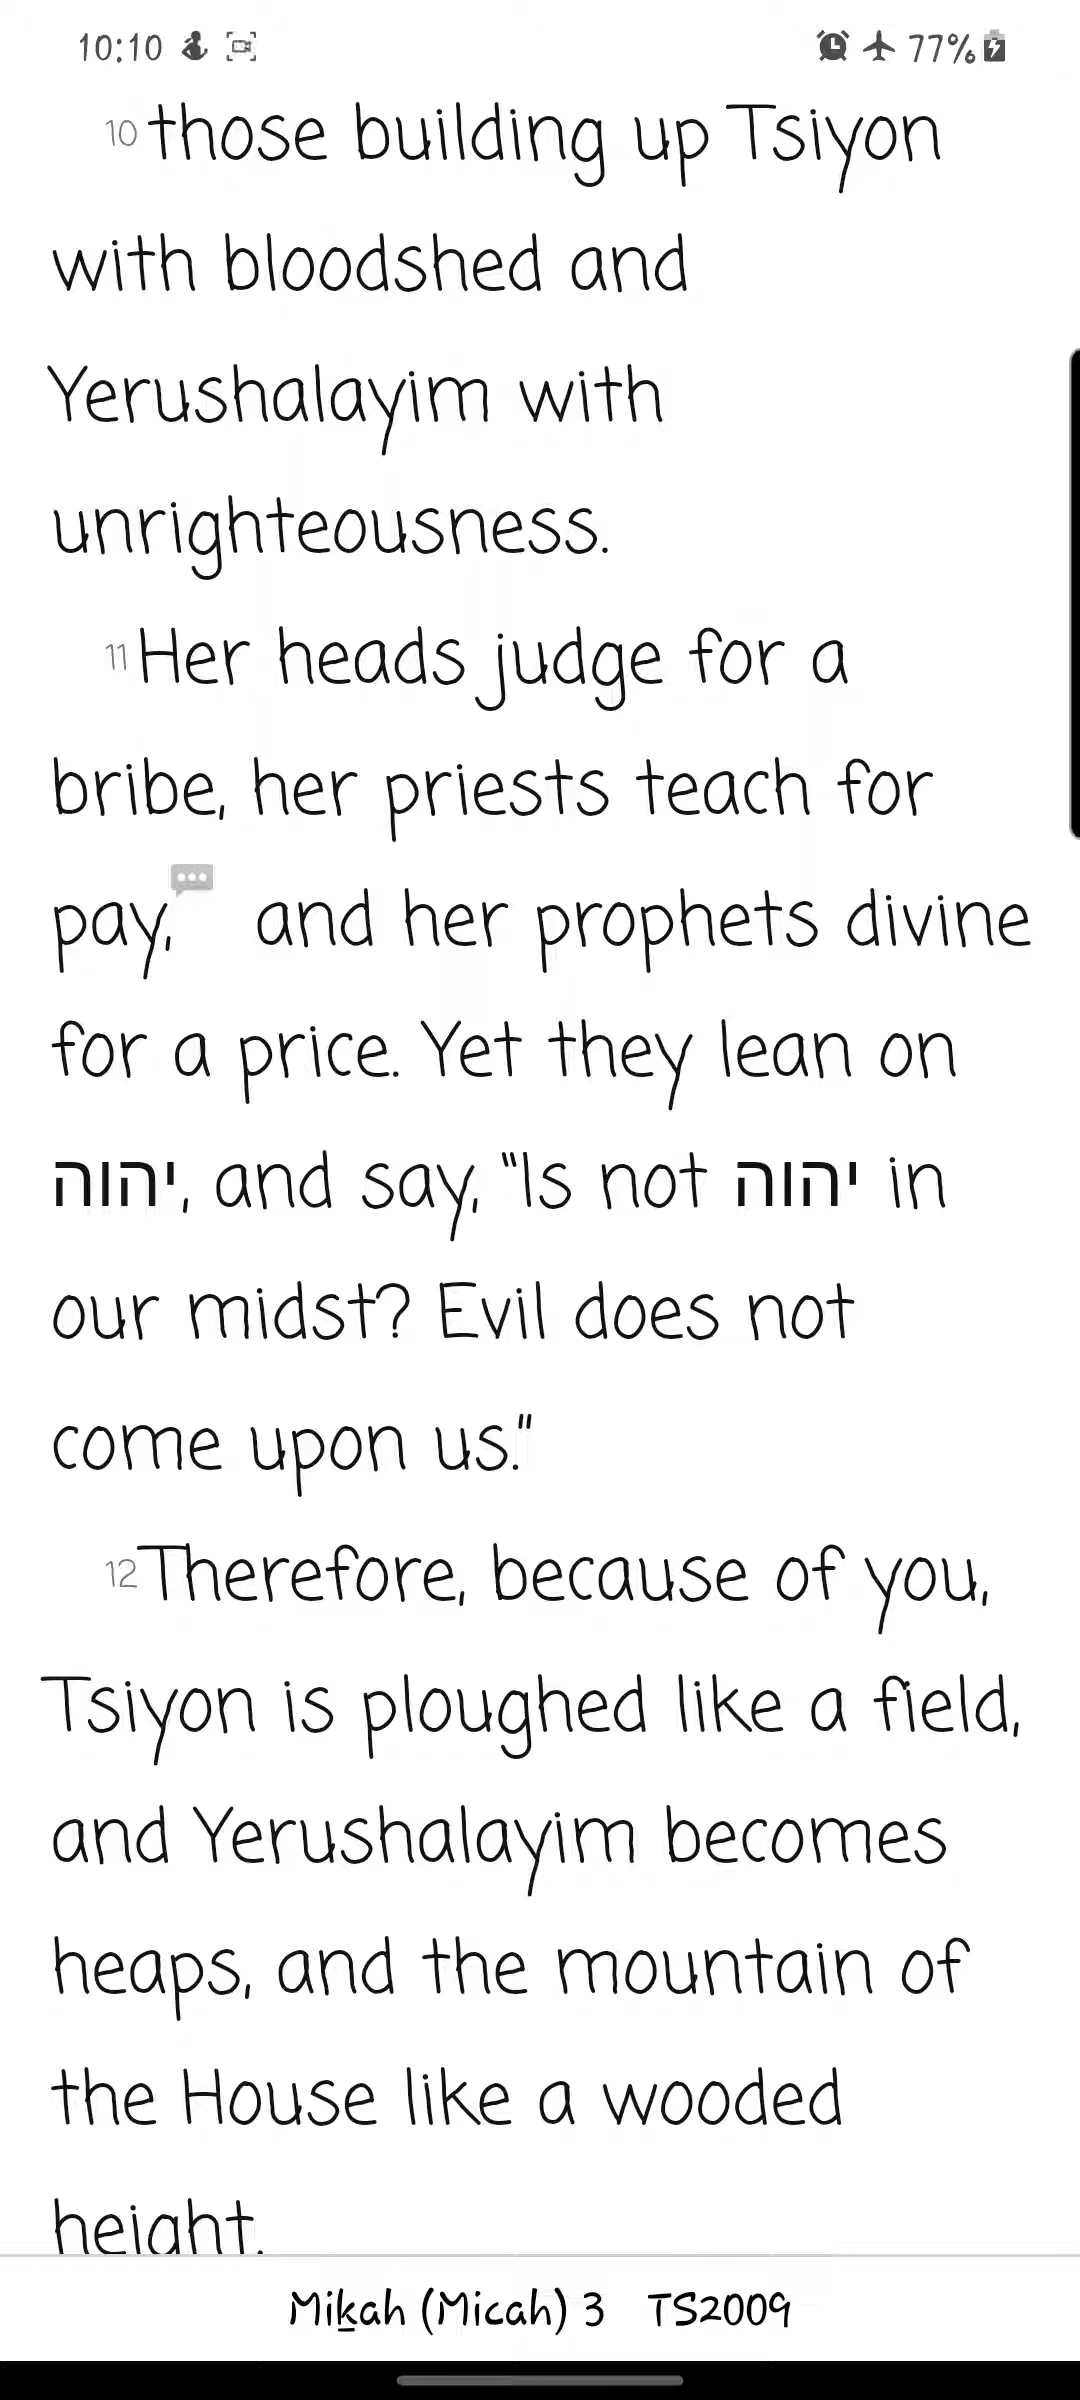 10:10 77%
10 those building up Tsiyon
with bloodshed and
Yerushalayim with
unrighteousness.
11 Her heads judge for a
bribe, her priests teach for
pay, and her prophets divine
for a price. Yet they lean on
יהוה, and say, "Is not יהוה in
our midst? Evil does not
come upon us."
12 Therefore, because of you,
Tsiyon is ploughed like a field,
and Yerushalayim becomes
heaps, and the mountain of
the House like a wooded
height.
Miḵah (Micah) 3 TS2009